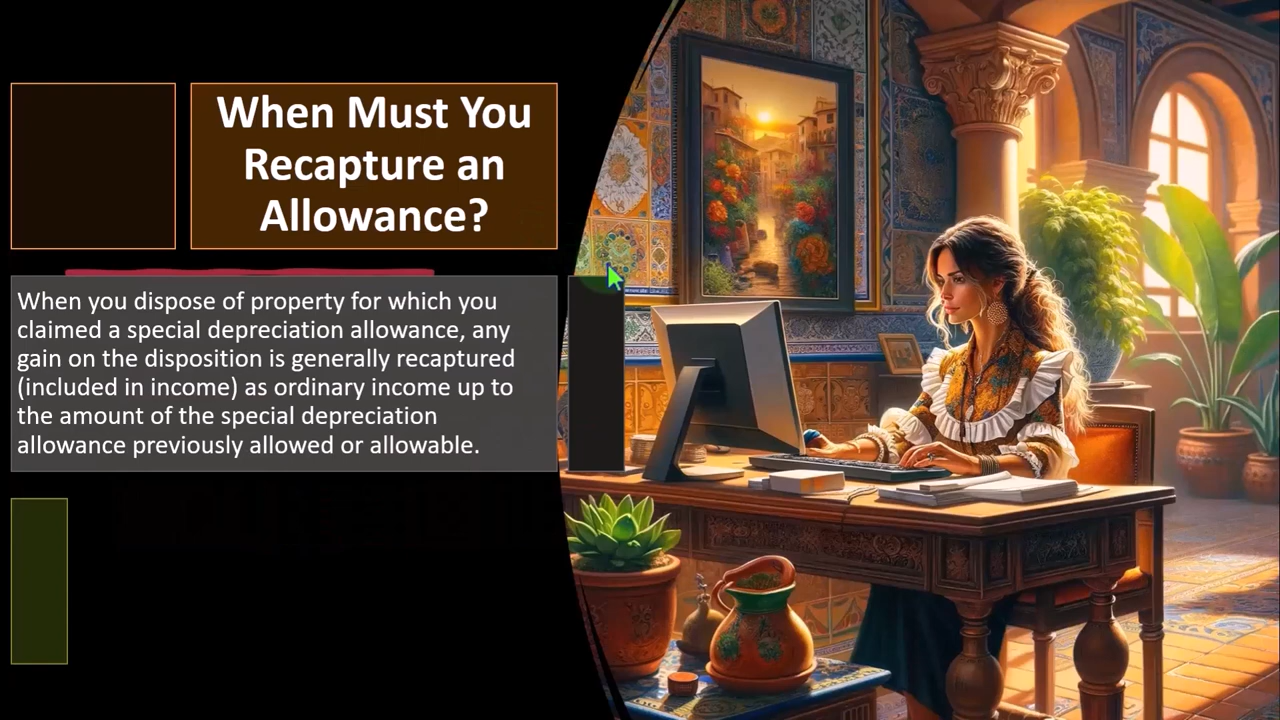 When Must You
Recapture an
Allowance?
When you dispose of property for which you
claimed a special depreciation allowance, any
gain on the disposition is generally recaptured
(included in income) as ordinary income up to
the amount of the special depreciation
allowance previously allowed or allowable.